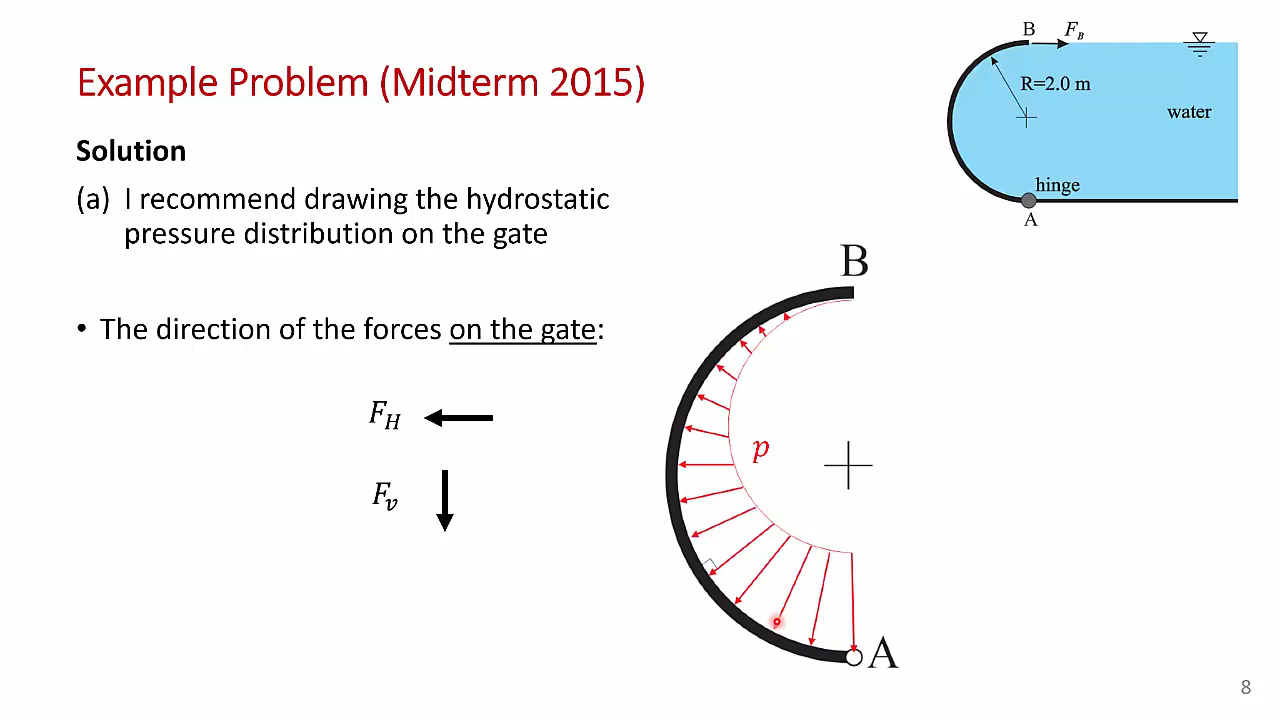 Example Problem (Midterm 2015)
Solution
(a) I recommend drawing the hydrostatic
pressure distribution on the gate
• The direction of the forces on the gate:
F_H
F_v
B
F_B
R=2.0 m
water
hinge
A
B
p
A
8